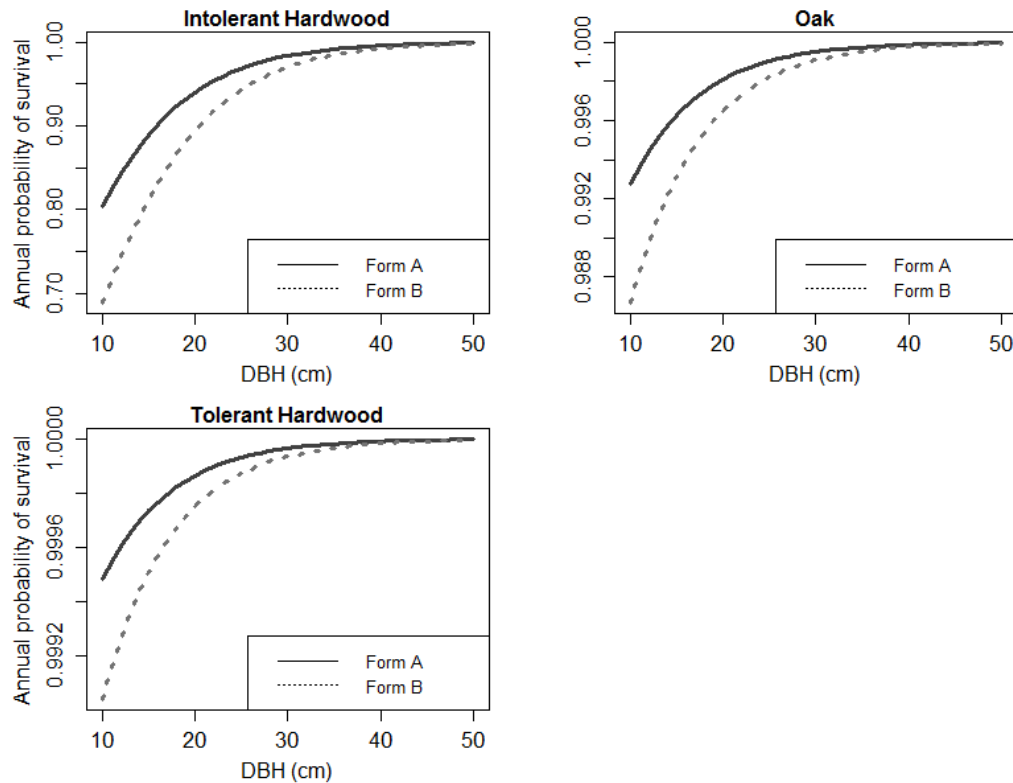 Intolerant Hardwood
Annual probability of survival
1.00
0.90
0.80
0.70
Form A
Form B
10 20 30 40 50
DBH (cm)
Oak
1.000
0.996
0.992
0.988
Form A
Form B
10 20 30 40 50
DBH (cm)
Tolerant Hardwood
Annual probability of survival
1.0000
0.9996
0.9992
Form A
Form B
10 20 30 40 50
DBH (cm)